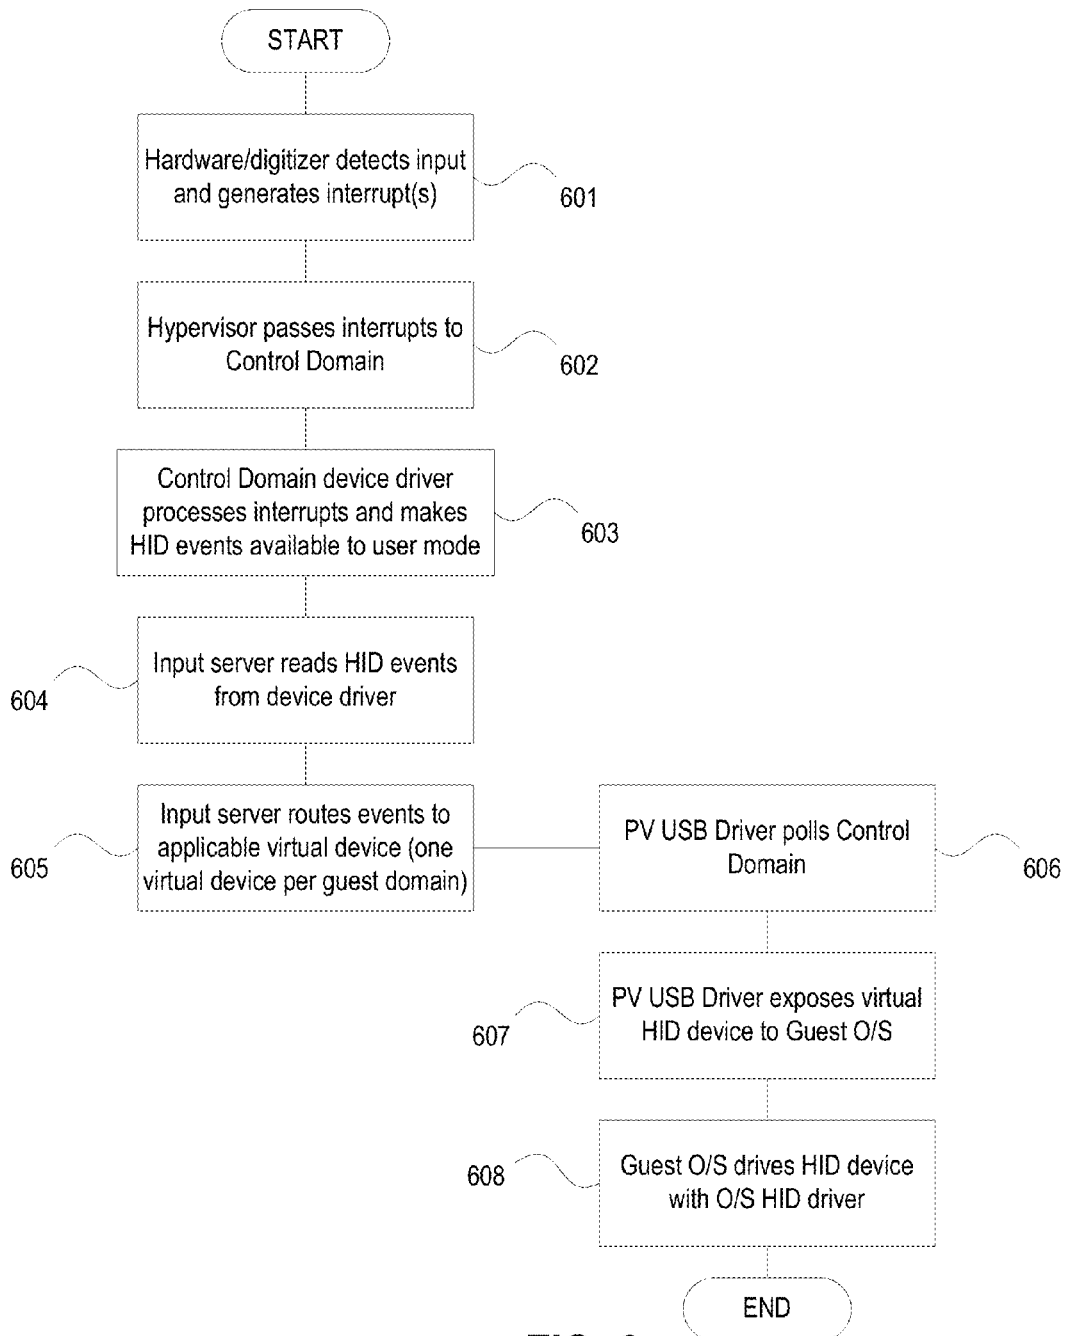 START
Hardware/digitizer detects input
and generates interrupt(s)
601
Hypervisor passes interrupts to
Control Domain
602
Control Domain device driver
processes interrupts and makes
HID events available to user mode
603
Input server reads HID events
from device driver
604
Input server routes events to
applicable virtual device (one
virtual device per guest domain)
605
PV USB Driver polls Control
Domain
606
PV USB Driver exposes virtual
HID device to Guest O/S
607
Guest O/S drives HID device
with O/S HID driver
608
END